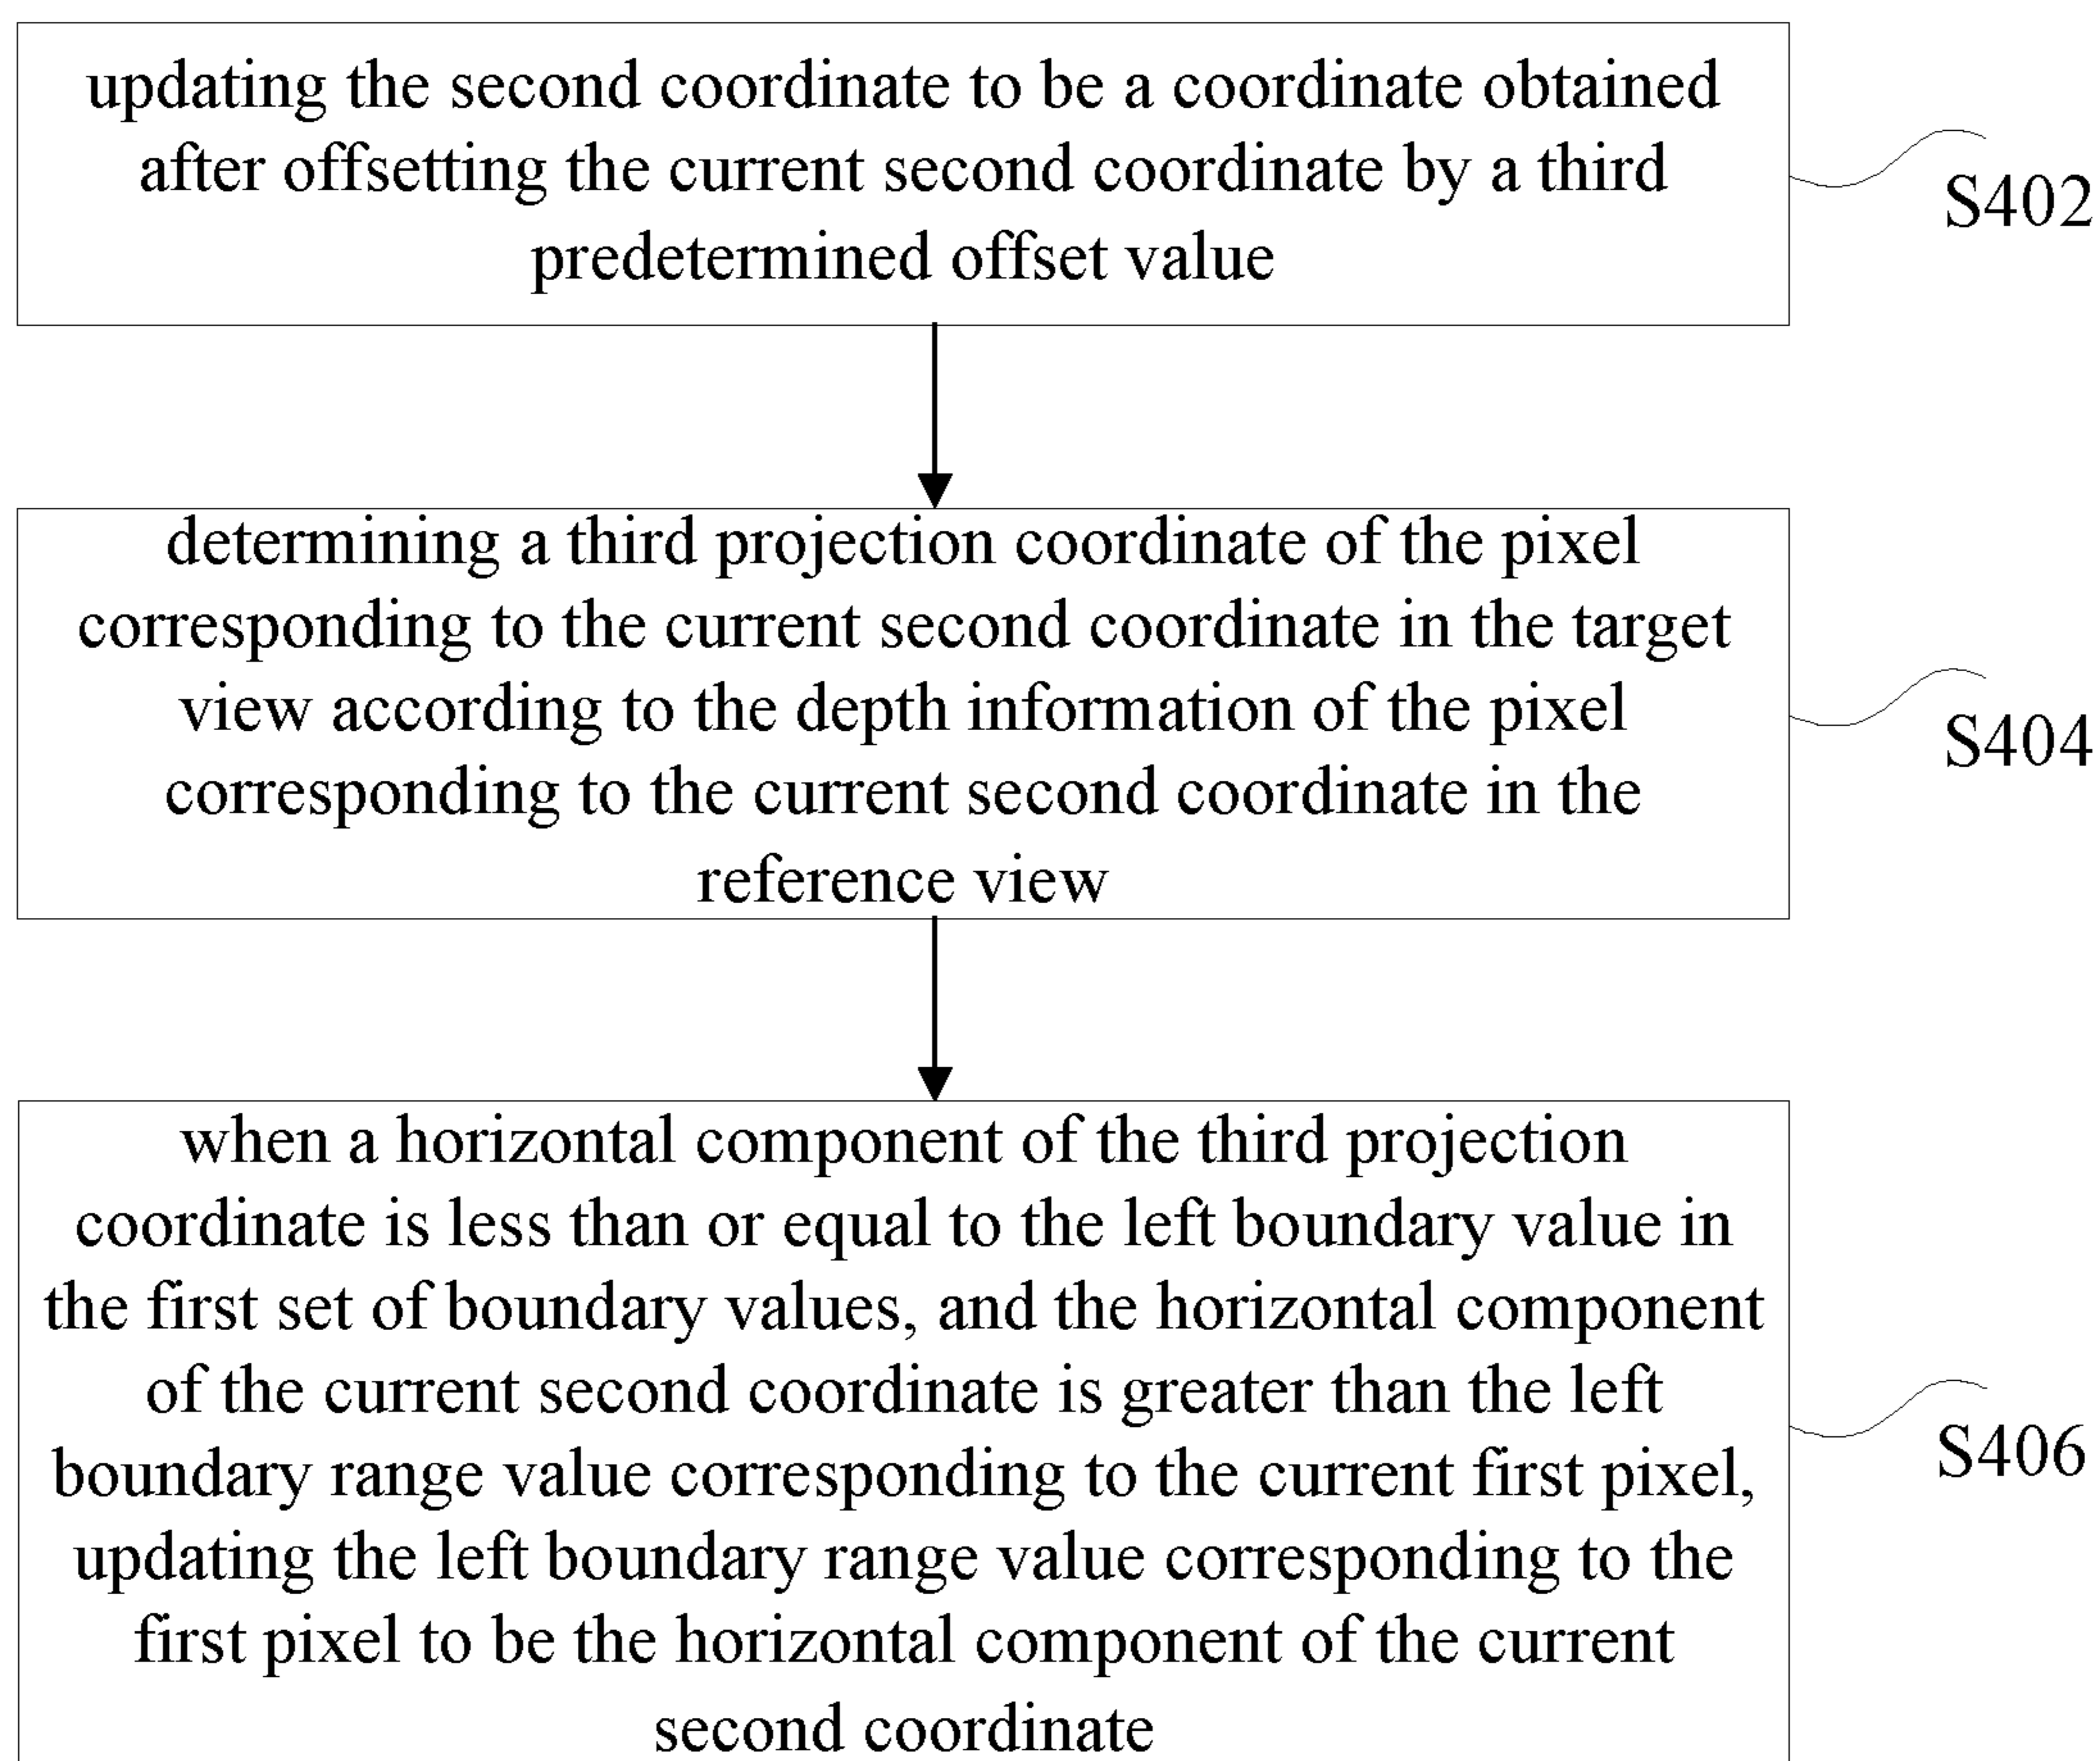 updating the second coordinate to be a coordinate obtained
after offsetting the current second coordinate by a third
predetermined offset value
S402
determining a third projection coordinate of the pixel
corresponding to the current second coordinate in the target
view according to the depth information of the pixel
corresponding to the current second coordinate in the
reference view
S404
when a horizontal component of the third projection
coordinate is less than or equal to the left boundary value in
the first set of boundary values, and the horizontal component
of the current second coordinate is greater than the left
boundary range value corresponding to the current first pixel,
updating the left boundary range value corresponding to the
first pixel to be the horizontal component of the current
second coordinate
S406